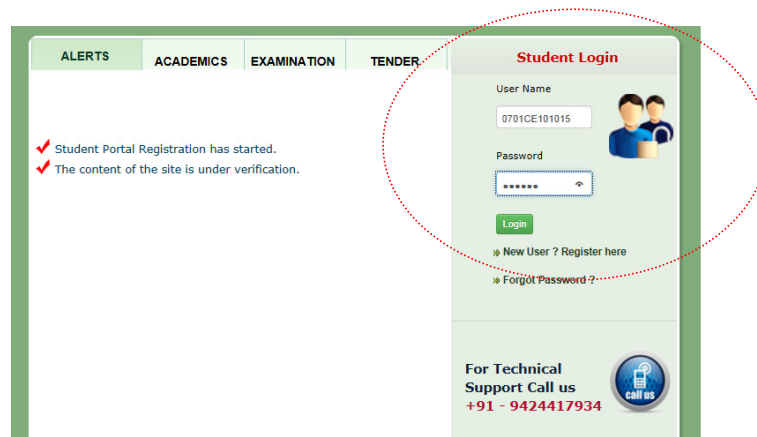 ALERTS
ACADEMICS
EXAMINATION
TENDER
Student Portal Registration has started.
The content of the site is under verification.
Student Login
User Name
0701CE101015
Password
••••••
Login
New User ? Register here
Forgot Password ?
For Technical
Support Call us
+91 - 9424417934
call us